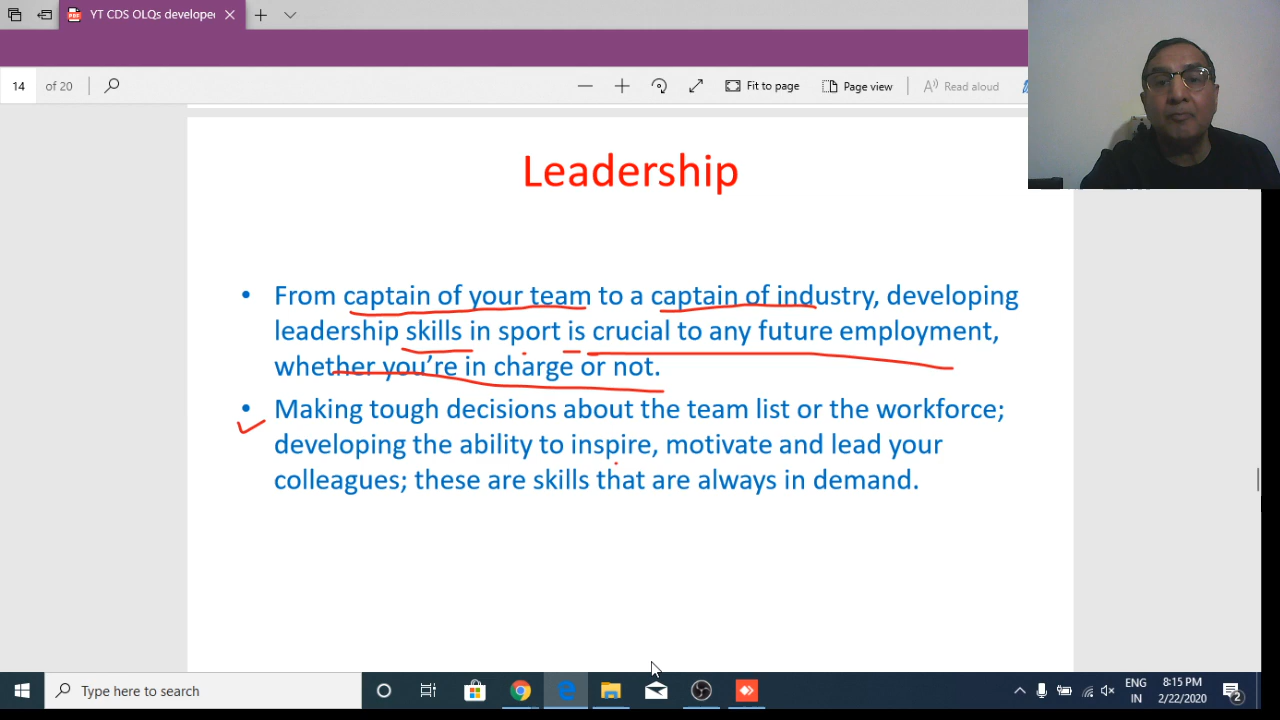 YT CDS OLQs develope
14 of 20 Fit to page Page view Read aloud
Leadership
• From captain of your team to a captain of industry, developing
leadership skills in sport is crucial to any future employment,
whether you're in charge or not.
• Making tough decisions about the team list or the workforce;
developing the ability to inspire, motivate and lead your
colleagues; these are skills that are always in demand.
Type here to search
ENG
IN
8:15 PM
2/22/2020
2